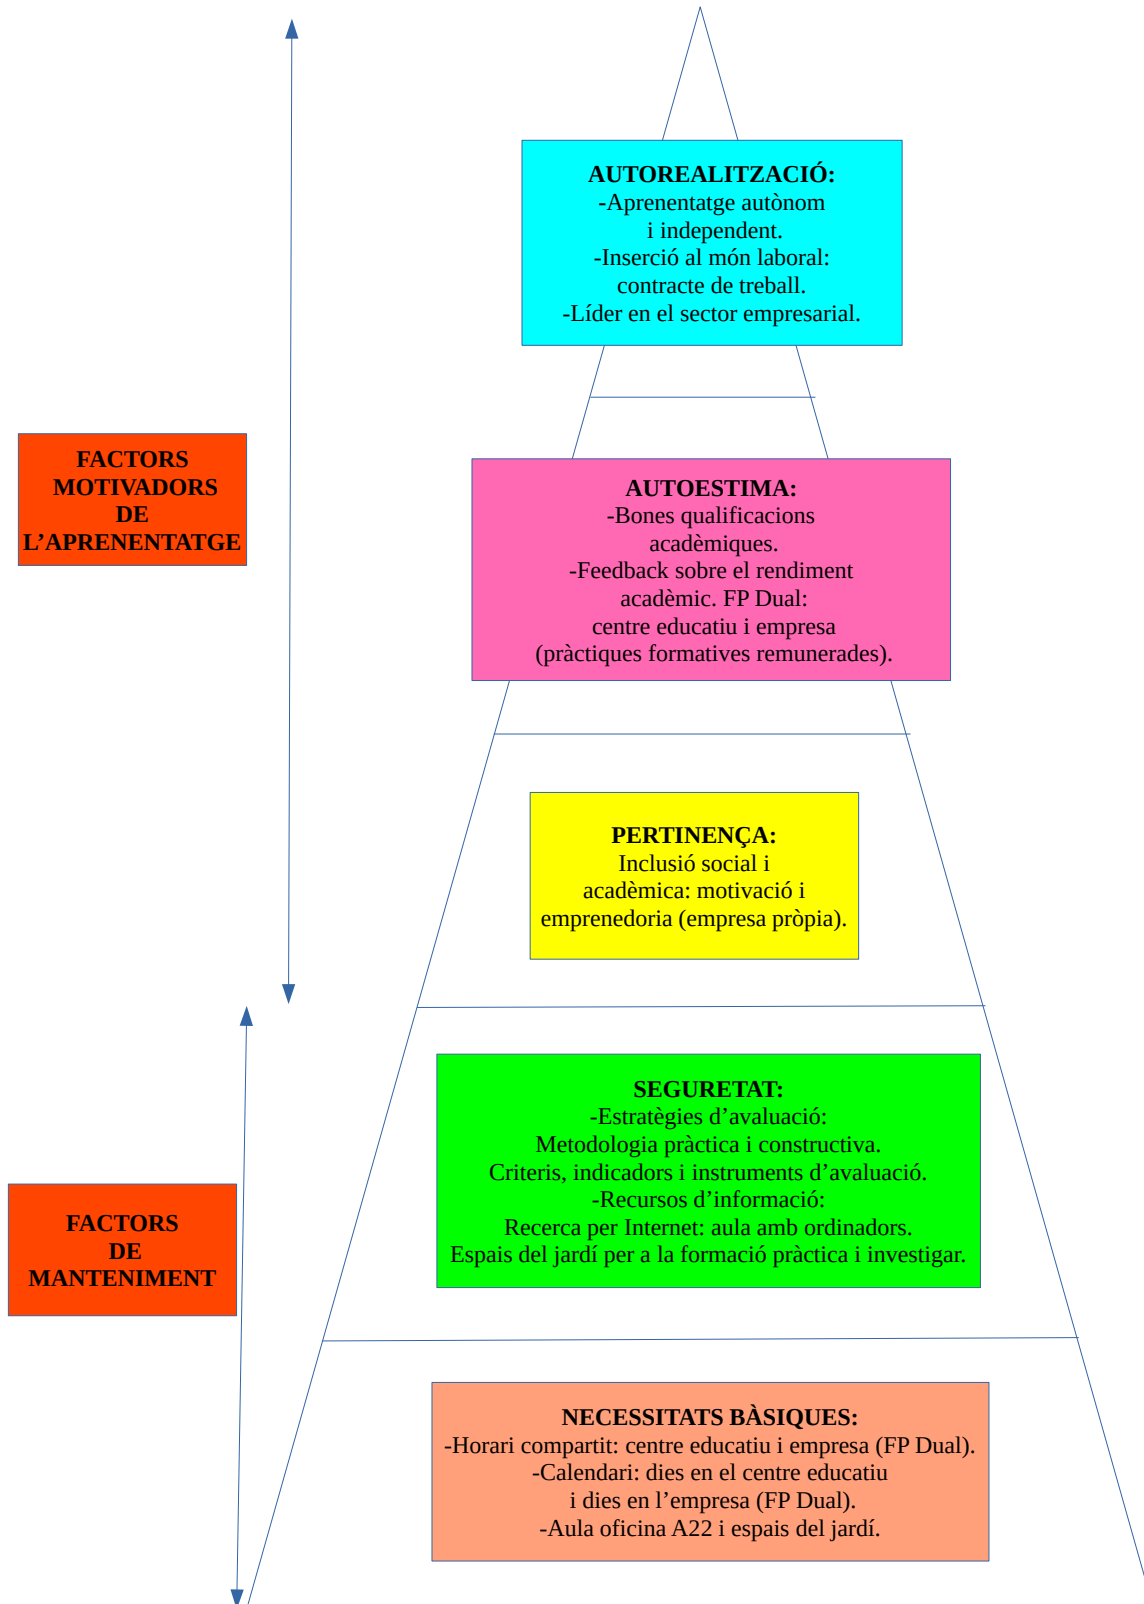 AUTOREALITZACIÓ:
-Aprenentatge autònom
i independent.
-Inserció al món laboral:
contracte de treball.
-Líder en el sector empresarial.
FACTORS
MOTIVADORS
DE
L’APRENENTATGE
AUTOESTIMA:
-Bones qualificacions
acadèmiques.
-Feedback sobre el rendiment
acadèmic. FP Dual:
centre educatiu i empresa
(pràctiques formatives remunerades).
PERTINENÇA:
Inclusió social i
acadèmica: motivació i
emprenedoria (empresa pròpia).
SEGURETAT:
-Estratègies d’avaluació:
Metodologia pràctica i constructiva.
Criteris, indicadors i instruments d’avaluació.
-Recursos d’informació:
Recerca per Internet: aula amb ordinadors.
Espais del jardí per a la formació pràctica i investigar.
FACTORS
DE
MANTENIMENT
NECESSITATS BÀSIQUES:
-Horari compartit: centre educatiu i empresa (FP Dual).
-Calendari: dies en el centre educatiu
i dies en l’empresa (FP Dual).
-Aula oficina A22 i espais del jardí.